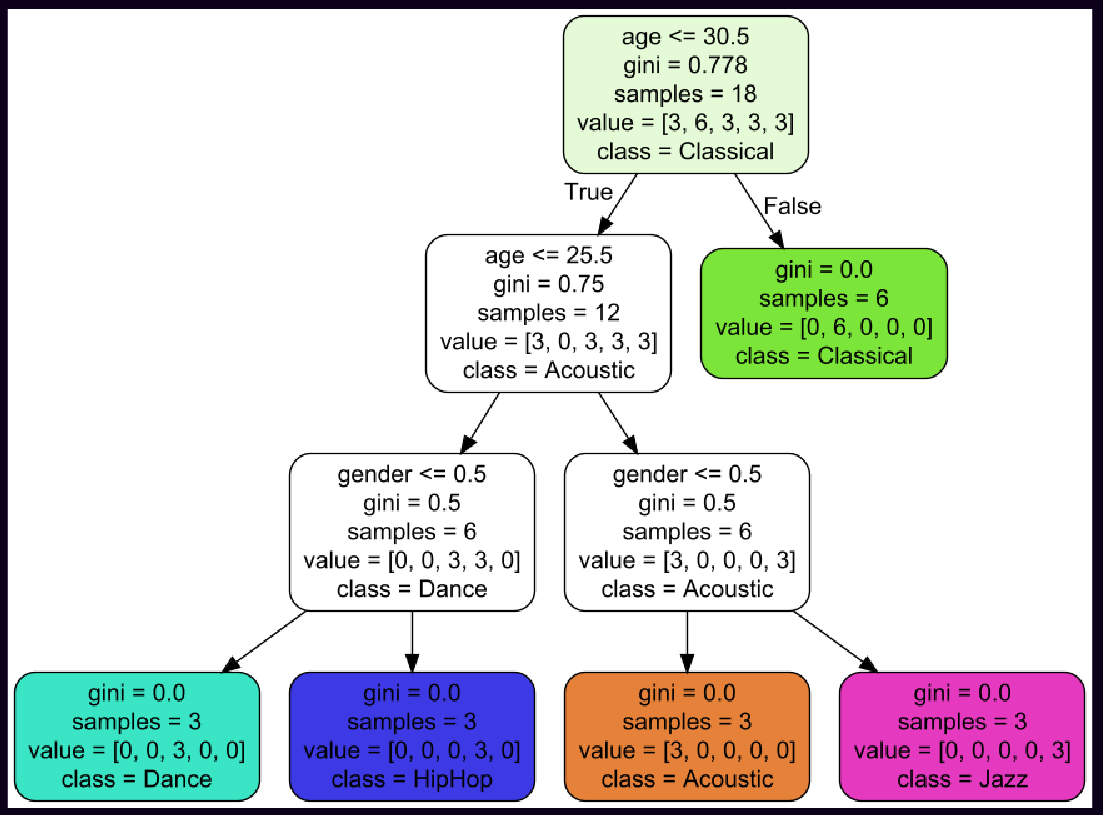 age <= 30.5
gini = 0.778
samples = 18
value = [3, 6, 3, 3, 3]
class = Classical
True
False
age <= 25.5
gini = 0.75
samples = 12
value = [3, 0, 3, 3, 3]
class = Acoustic
gini = 0.0
samples = 6
value = [0, 6, 0, 0, 0]
class = Classical
gender <= 0.5
gini = 0.5
samples = 6
value = [0, 0, 3, 3, 0]
class = Dance
gender <= 0.5
gini = 0.5
samples = 6
value = [3, 0, 0, 0, 3]
class = Acoustic
gini = 0.0
samples = 3
value = [0, 0, 3, 0, 0]
class = Dance
gini = 0.0
samples = 3
value = [0, 0, 0, 3, 0]
class = HipHop
gini = 0.0
samples = 3
value = [3, 0, 0, 0, 0]
class = Acoustic
gini = 0.0
samples = 3
value = [0, 0, 0, 0, 3]
class = Jazz